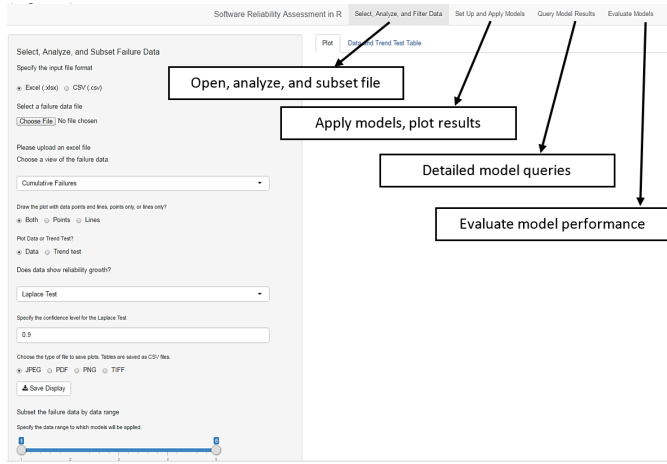 Software Reliability Assessment in R Select, Analyze, and Filter Data Set Up and Apply Models Query Model Results Evaluate Models
Select, Analyze, and Subset Failure Data
Specify the input file format
Excel (.xlsx) CSV (.csv)
Select a failure data file
Choose File No file chosen
Please upload an excel file
Choose a view of the failure data.
Cumulative Failures
Draw the plot with data points and lines, points only, or lines only?
Both Points Lines
Plot Data or Trend Test?
Data Trend test
Does data show reliability growth?
Laplace Test
Specify the confidence level for the Laplace Test
0.9
Choose the type of file to save plots. Tables are saved as CSV files.
JPEG PDF PNG TIFF
Save Display
Subset the failure data by data range
Specify the data range to which models will be applied.
Plot Data and Trend Test Table
Open, analyze, and subset file
Apply models, plot results
Detailed model queries
Evaluate model performance